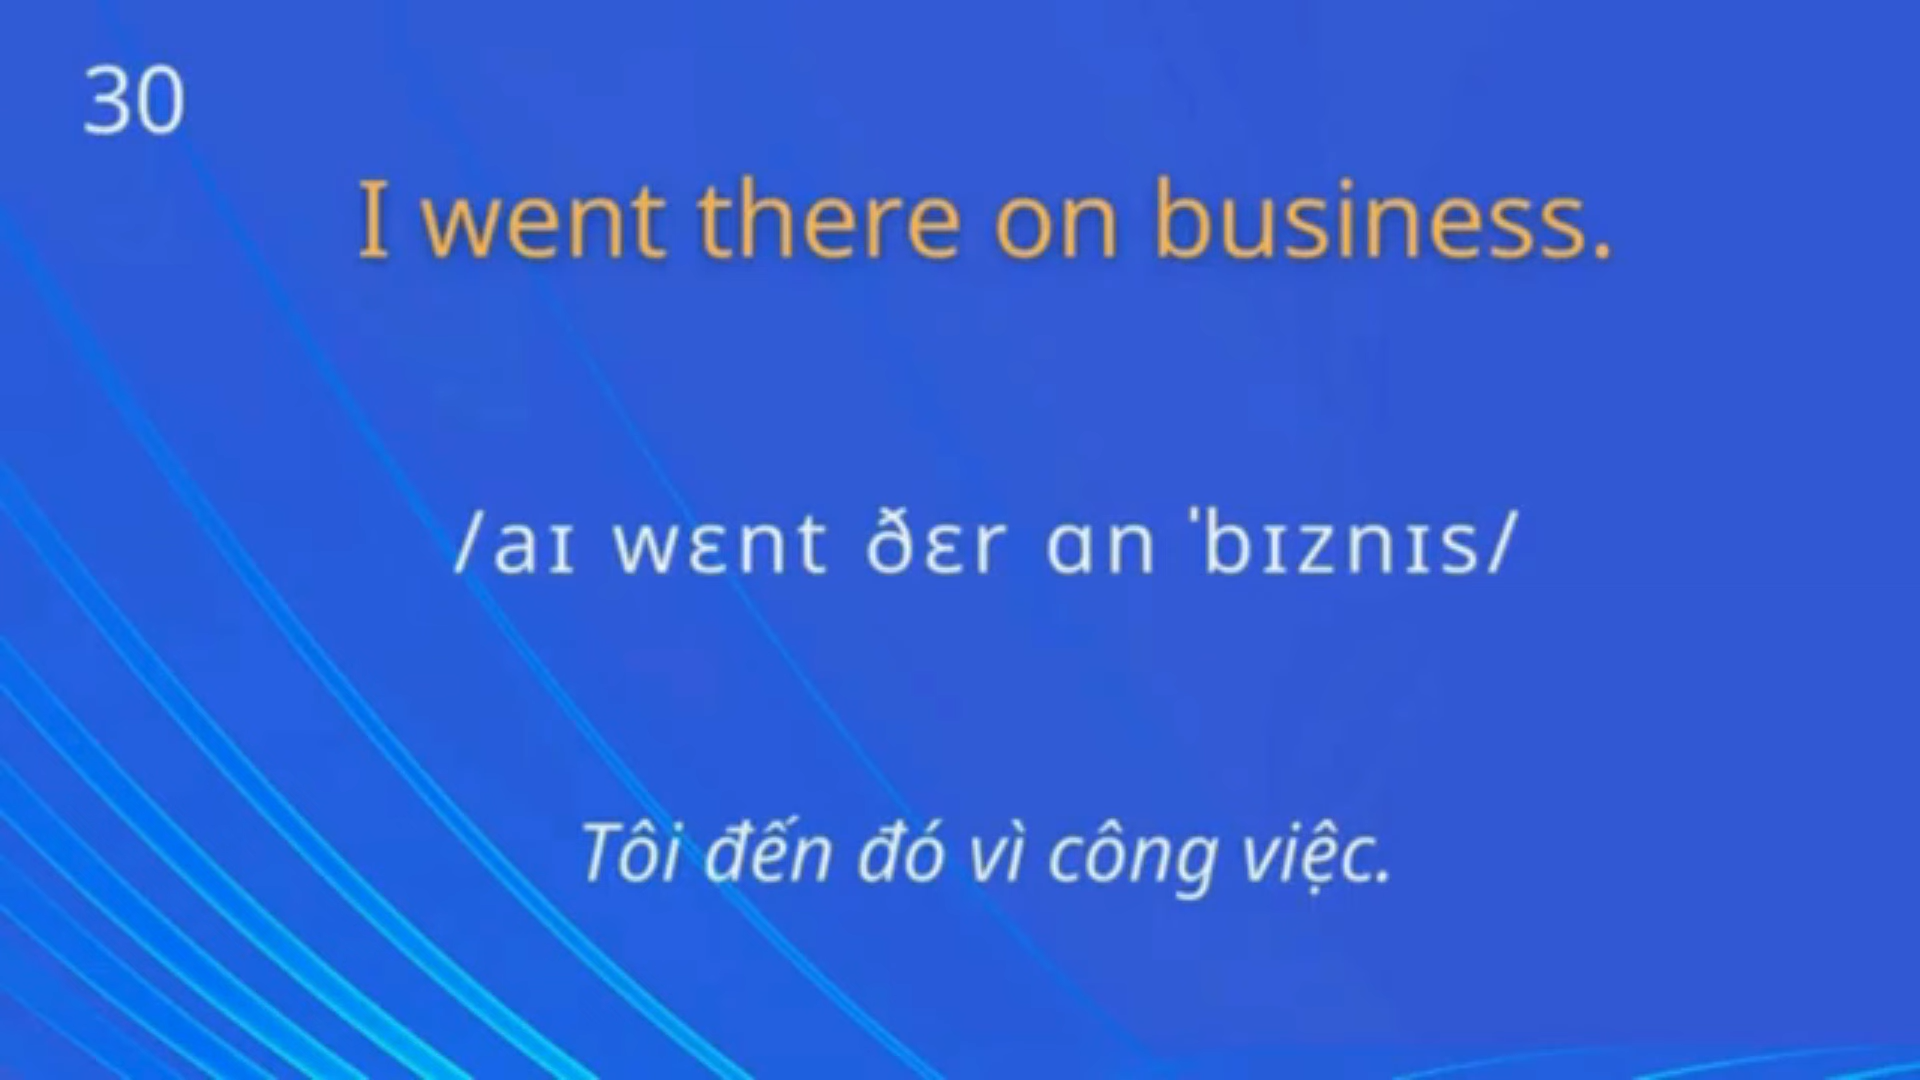 30
I went there on business.
/aɪ wɛnt ðɛr ɑn ˈbɪznɪs/
Tôi đến đó vì công việc.